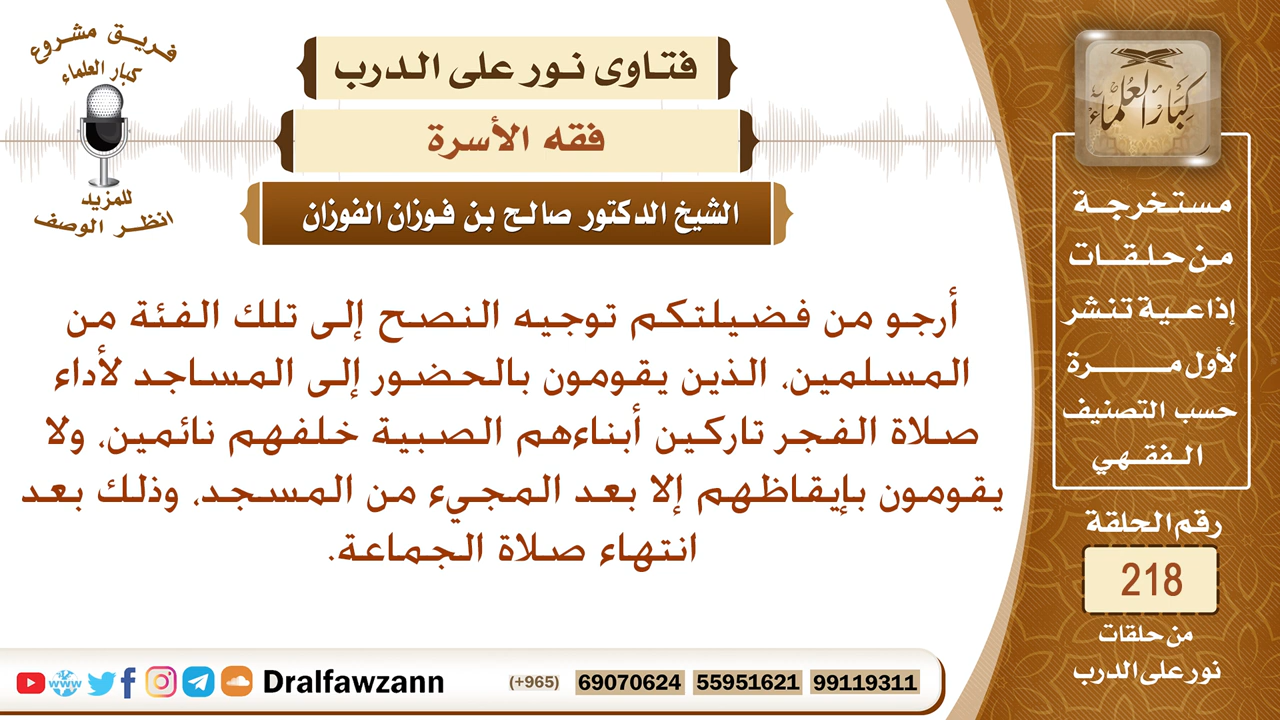 فريق مشروع
كبار العلماء
للمزيد
انظر الوصف
فتاوى نور على الدرب
فقه الأسرة
الشيخ الدكتور صالح بن فوزان الفوزان
أرجو من فضيلتكم توجيه النصح إلى تلك الفئة من
المسلمين، الذين يقومون بالحضور إلى المساجد لأداء
صلاة الفجر تاركين أبناءهم الصبية خلفهم نائمين، ولا
يقومون بإيقاظهم إلا بعد المجيء من المسجد، وذلك بعد
انتهاء صلاة الجماعة.
كبار العلماء
مستخرجة
من حلقات
إذاعية تنشر
لأول مرة
حسب التصنيف
الفقهي
رقم الحلقة
218
من حلقات
نور على الدرب
www Dralfawzann (+965) 69070624 55951621 99119311